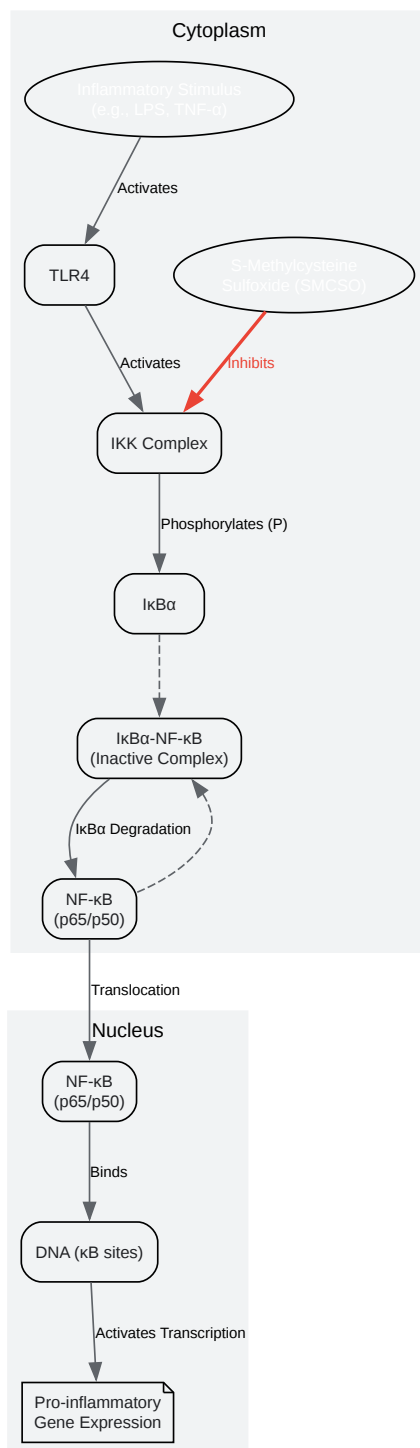 Cytoplasm
Inflammatory Stimulus
(e.g., LPS, TNF-α)
Activates
TLR4
S-Methylcysteine
Sulfoxide (SMCSO)
Activates
Inhibits
IKK Complex
Phosphorylates (P)
IκBα
IκBα-NF-κB
(Inactive Complex)
IκBα Degradation
NF-κB
(p65/p50)
Translocation
Nucleus
NF-κB
(p65/p50)
Binds
DNA (κB sites)
Activates Transcription
Pro-inflammatory
Gene Expression